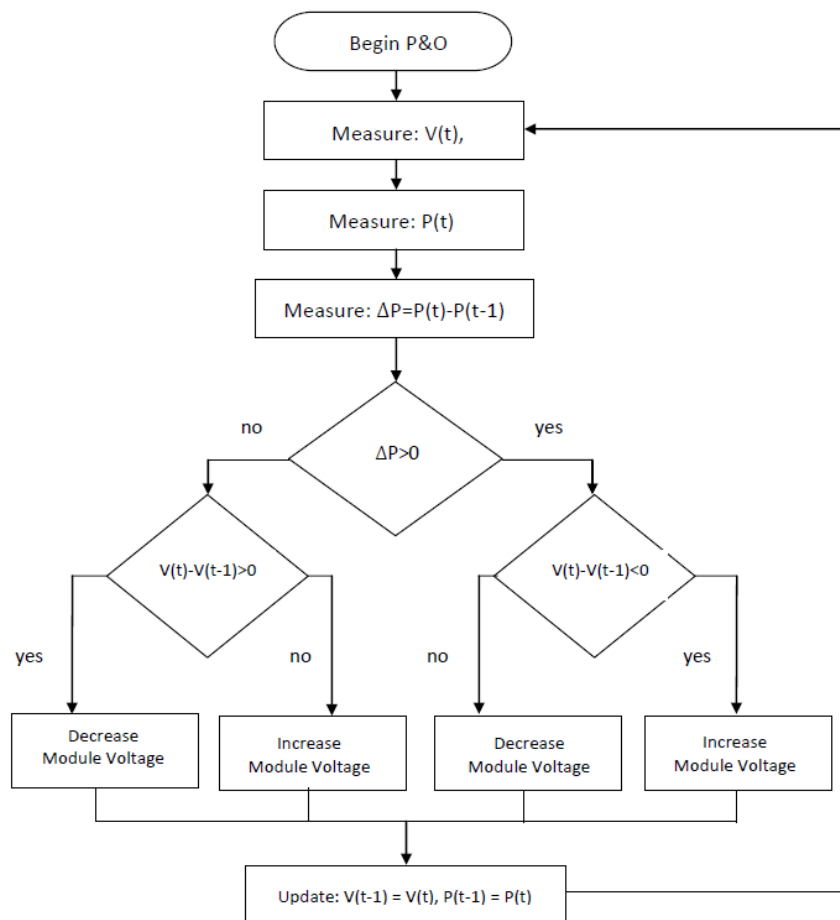 Begin P&O
Measure: V(t),
Measure: P(t)
Measure: ΔP=P(t)-P(t-1)
no
yes
ΔP>0
V(t)-V(t-1)>0
V(t)-V(t-1)<0
yes
no
no
yes
Decrease
Module Voltage
Increase
Module Voltage
Decrease
Module Voltage
Increase
Module Voltage
Update: V(t-1) = V(t), P(t-1) = P(t)